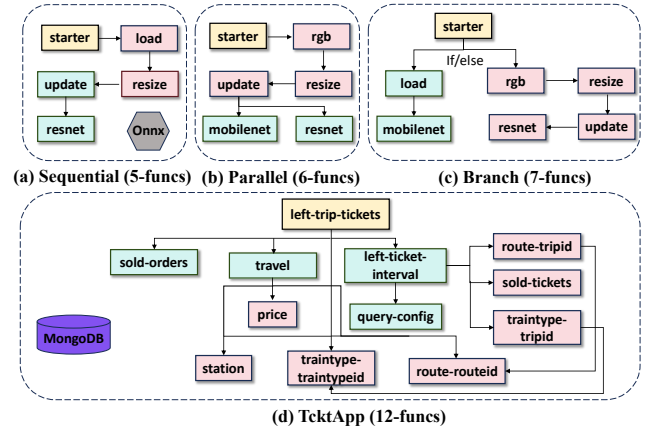 starter
load
update
resize
resnet
Onnx
(a) Sequential (5-funcs)
starter
rgb
update
resize
mobilenet
resnet
(b) Parallel (6-funcs)
starter
If/else
load
rgb
resize
mobilenet
resnet
update
(c) Branch (7-funcs)
left-trip-tickets
sold-orders
travel
left-ticket-
interval
route-tripid
sold-tickets
price
query-config
traintype-
tripid
MongoDB
station
traintype-
traintypeid
route-routeid
(d) TcktApp (12-funcs)